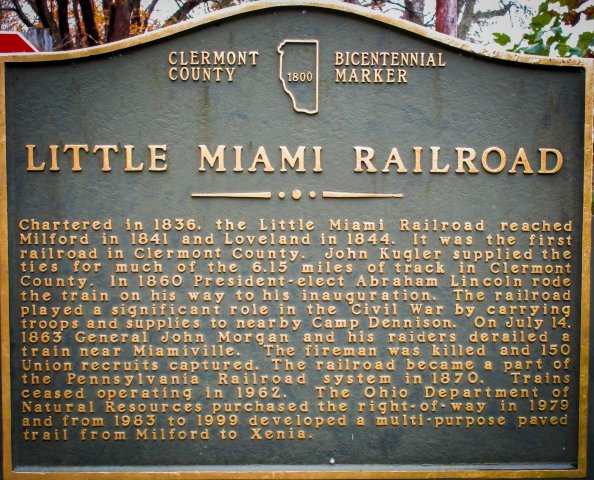 CLERMONT COUNTY
1800
BICENTENNIAL MARKER
LITTLE MIAMI RAILROAD
Chartered in 1836, the Little Miami Railroad reached
Milford in 1841 and Loveland in 1844. It was the first
railroad in Clermont County. John Kugler supplied the
ties for much of the 6.15 miles of track in Clermont
County. In 1860 President-elect Abraham Lincoln rode
the train on his way to his inauguration. The railroad
played a significant role in the Civil War by carrying
troops and supplies to nearby Camp Dennison. On July 14,
1863 General John Morgan and his raiders derailed a
train near Miamiville. The fireman was killed and 150
Union recruits captured. The railroad became a part of
the Pennsylvania Railroad system in 1870. Trains
ceased operating in 1962. The Ohio Department of
Natural Resources purchased the right-of-way in 1979
and from 1983 to 1999 developed a multi-purpose paved
trail from Milford to Xenia.